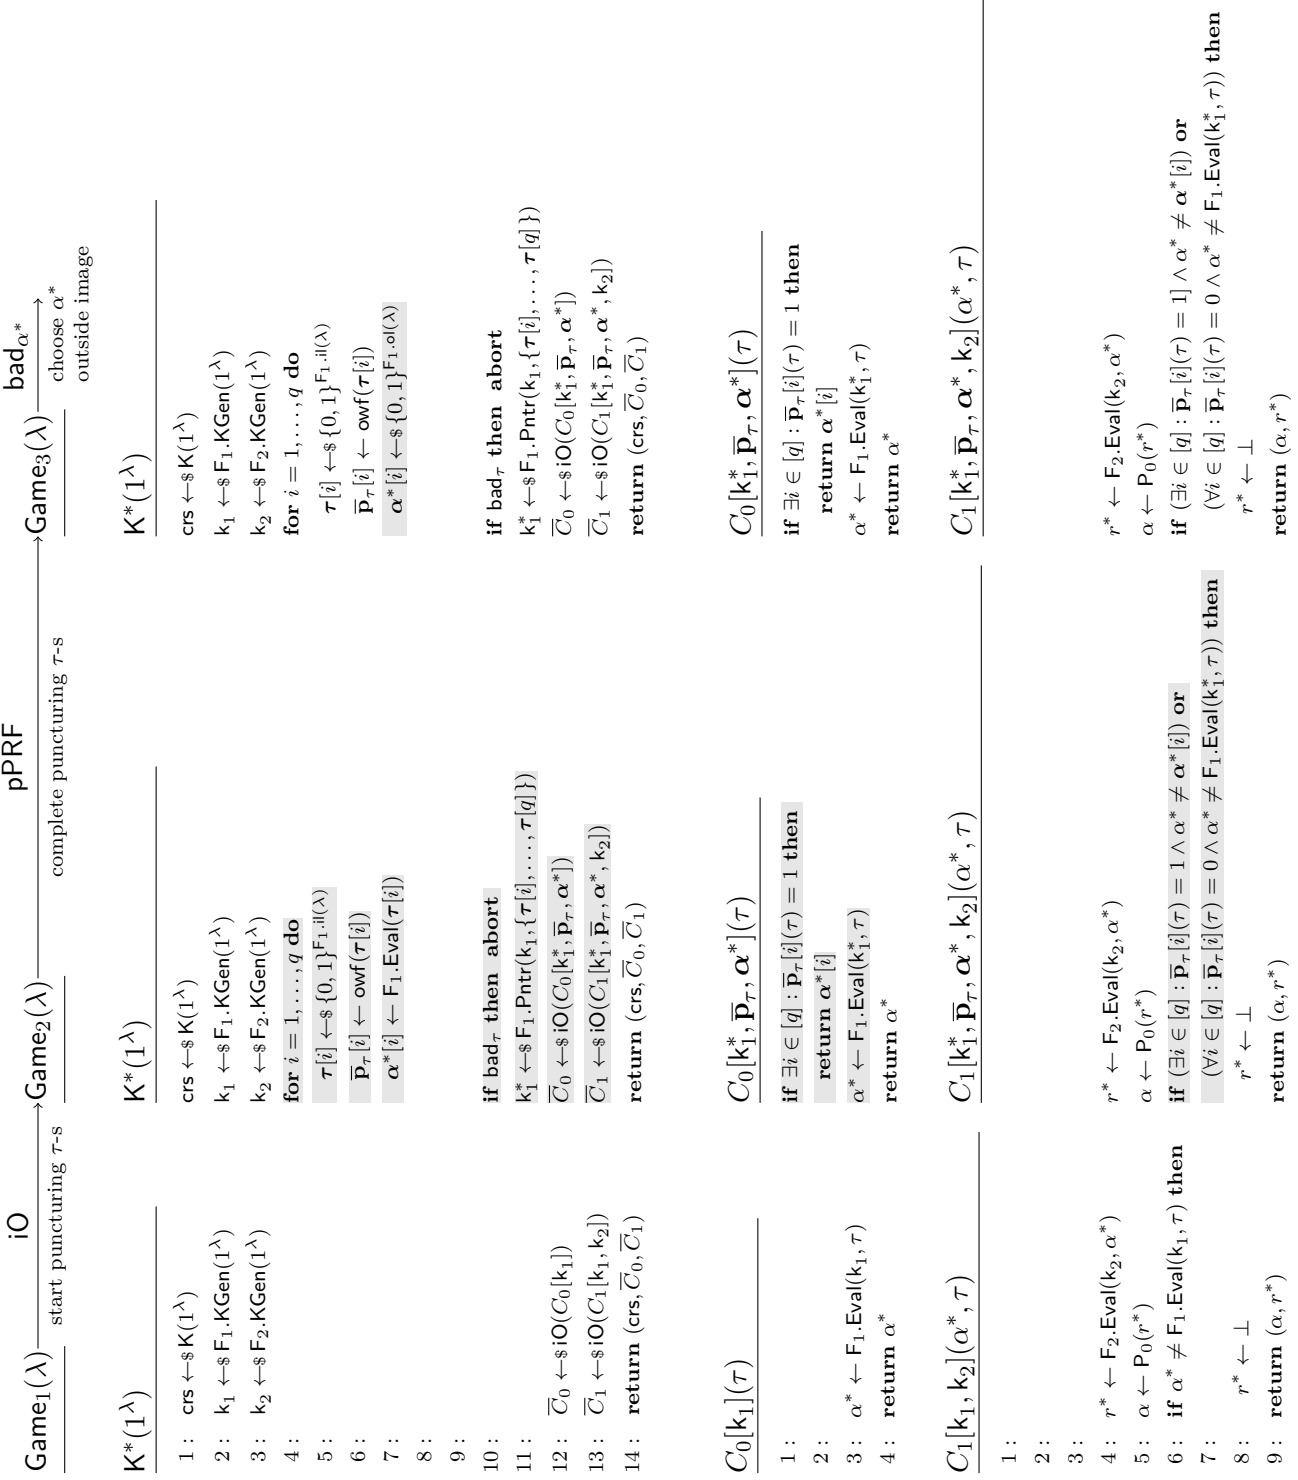 Game₁(λ) iO Game₂(λ) pPRF Game₃(λ) bad_{α*}
start puncturing τ-s complete puncturing τ-s choose α*
outside image
K*(1^λ)
1 : crs ←$ K(1^λ)
2 : k₁ ←$ F₁.KGen(1^λ)
3 : k₂ ←$ F₂.KGen(1^λ)
4 :
5 :
6 :
7 :
8 :
9 :
10 :
11 :
12 : C̅₀ ←$ iO(C₀[k₁])
13 : C̅₁ ←$ iO(C₁[k₁, k₂])
14 : return (crs, C̅₀, C̅₁)
C₀[k₁](τ)
1 :
2 :
3 : α* ← F₁.Eval(k₁, τ)
4 : return α*
C₁[k₁, k₂](α*, τ)
1 :
2 :
3 :
4 : r* ← F₂.Eval(k₂, α*)
5 : α ← P₀(r*)
6 : if α* ≠ F₁.Eval(k₁, τ) then
7 :
8 : r* ← ⊥
9 : return (α, r*)
K*(1^λ)
crs ←$ K(1^λ)
k₁ ←$ F₁.KGen(1^λ)
k₂ ←$ F₂.KGen(1^λ)
for i = 1, . . . , q do
τ[i] ←$ {0, 1}^{F₁.il(λ)}
p̅_τ[i] ← owf(τ[i])
α*[i] ← F₁.Eval(τ[i])
if bad_τ then abort
k₁* ←$ F₁.Pntr(k₁, {τ[i], . . . , τ[q]})
C̅₀ ←$ iO(C₀[k₁*, p̅_τ, α*])
C̅₁ ←$ iO(C₁[k₁*, p̅_τ, α*, k₂])
return (crs, C̅₀, C̅₁)
C₀[k₁*, p̅_τ, α*](τ)
if ∃i ∈ [q] : p̅_τ[i](τ) = 1 then
return α*[i]
α* ← F₁.Eval(k₁*, τ)
return α*
C₁[k₁*, p̅_τ, α*, k₂](α*, τ)
r* ← F₂.Eval(k₂, α*)
α ← P₀(r*)
if (∃i ∈ [q] : p̅_τ[i](τ) = 1 ∧ α* ≠ α*[i]) or
(∀i ∈ [q] : p̅_τ[i](τ) = 0 ∧ α* ≠ F₁.Eval(k₁*, τ)) then
r* ← ⊥
return (α, r*)
K*(1^λ)
crs ←$ K(1^λ)
k₁ ←$ F₁.KGen(1^λ)
k₂ ←$ F₂.KGen(1^λ)
for i = 1, . . . , q do
τ[i] ←$ {0, 1}^{F₁.il(λ)}
p̅_τ[i] ← owf(τ[i])
α*[i] ←$ {0, 1}^{F₁.ol(λ)}
if bad_τ then abort
k₁* ←$ F₁.Pntr(k₁, {τ[i], . . . , τ[q]})
C̅₀ ←$ iO(C₀[k₁*, p̅_τ, α*])
C̅₁ ←$ iO(C₁[k₁*, p̅_τ, α*, k₂])
return (crs, C̅₀, C̅₁)
C₀[k₁*, p̅_τ, α*](τ)
if ∃i ∈ [q] : p̅_τ[i](τ) = 1 then
return α*[i]
α* ← F₁.Eval(k₁*, τ)
return α*
C₁[k₁*, p̅_τ, α*, k₂](α*, τ)
r* ← F₂.Eval(k₂, α*)
α ← P₀(r*)
if (∃i ∈ [q] : p̅_τ[i](τ) = 1] ∧ α* ≠ α*[i]) or
(∀i ∈ [q] : p̅_τ[i](τ) = 0 ∧ α* ≠ F₁.Eval(k₁*, τ)) then
r* ← ⊥
return (α, r*)